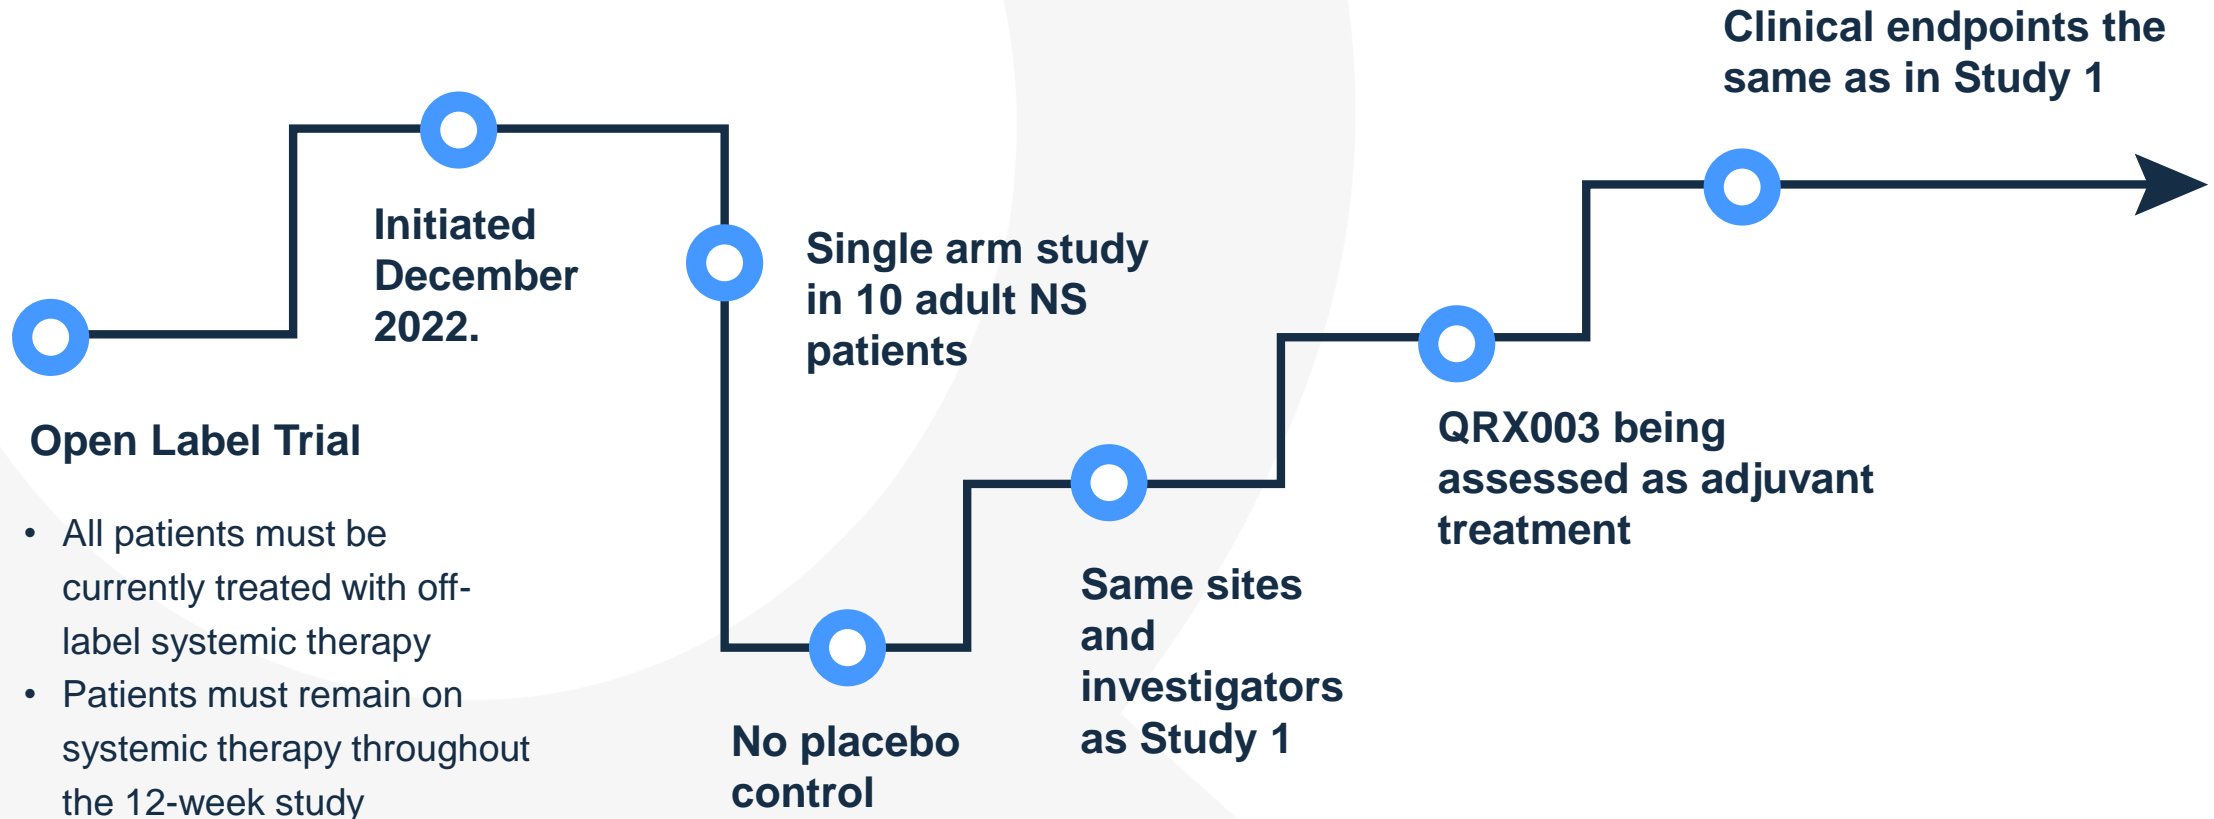 Open Label Trial
• All patients must be
currently treated with off-
label systemic therapy
• Patients must remain on
systemic therapy throughout
the 12-week study
Initiated
December
2022.
Single arm study
in 10 adult NS
patients
No placebo
control
Same sites
and
investigators
as Study 1
QRX003 being
assessed as adjuvant
treatment
Clinical endpoints the
same as in Study 1